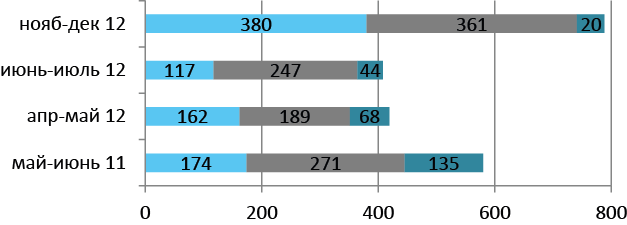 нояб-дек 12 380 361 20
июнь-июль 12 117 247 44
апр-май 12 162 189 68
май-июнь 11 174 271 135
0 200 400 600 800